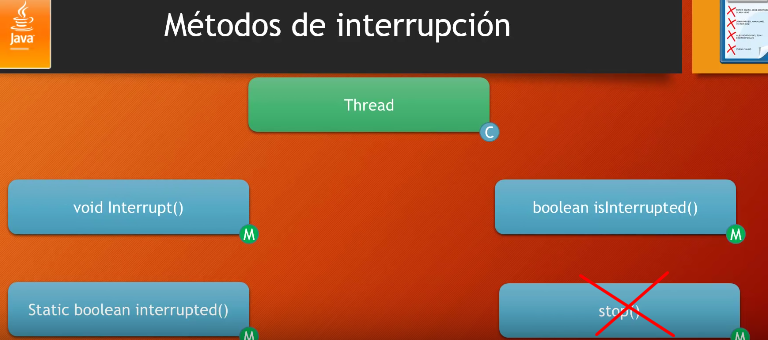 Java
Métodos de interrupción
Thread
C
void Interrupt()
M
boolean isInterrupted()
M
Static boolean interrupted()
M
stop()
M